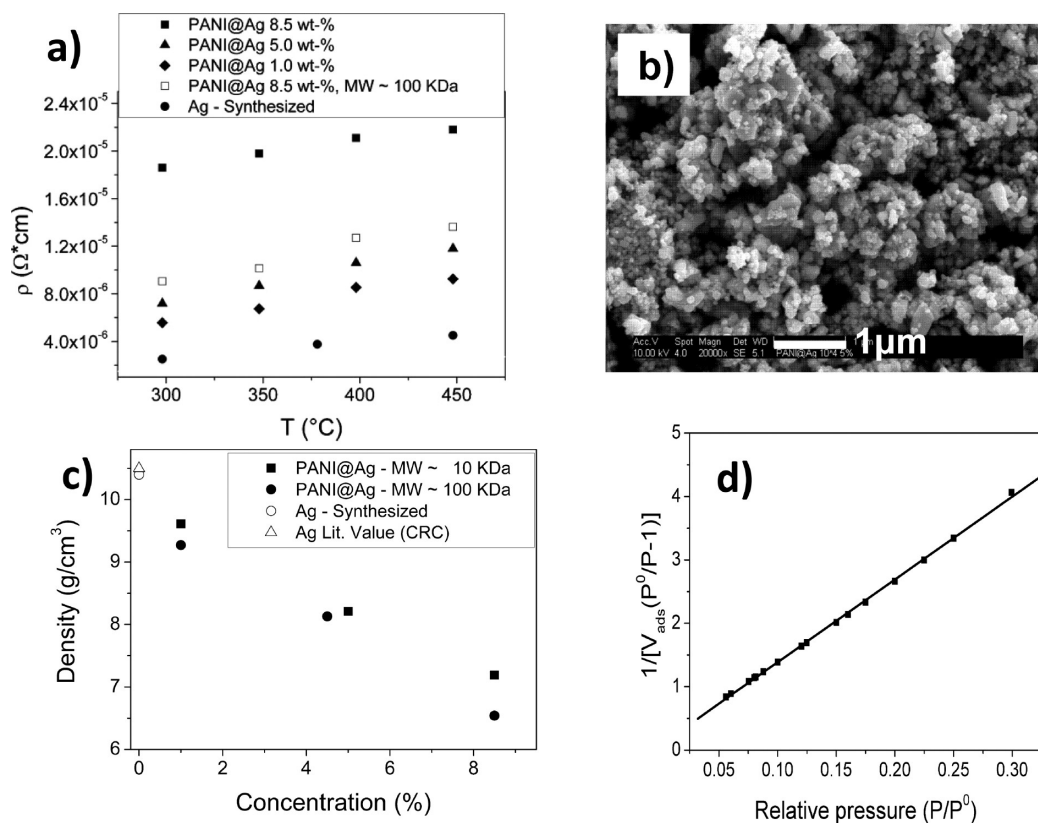 a)
PANI@Ag 8.5 wt-%
PANI@Ag 5.0 wt-%
PANI@Ag 1.0 wt-%
PANI@Ag 8.5 wt-%, MW ~ 100 KDa
Ag - Synthesized
2.4x10⁻⁵
2.0x10⁻⁵
1.6x10⁻⁵
1.2x10⁻⁵
8.0x10⁻⁶
4.0x10⁻⁶
ρ (Ω*cm)
300 350 400 450
T (°C)
b)
Acc.V Spot Magn Det WD
10.00 kV 4.0 20000x SE 5.1 PANI@Ag 10*4 5%
1µm
c)
PANI@Ag - MW ~ 10 KDa
PANI@Ag - MW ~ 100 KDa
Ag - Synthesized
Ag Lit. Value (CRC)
10
9
8
7
6
Density (g/cm³)
0 2 4 6 8
Concentration (%)
d)
5
4
3
2
1
0
1/[V_ads(P⁰/P-1)]
0.05 0.10 0.15 0.20 0.25 0.30
Relative pressure (P/P⁰)